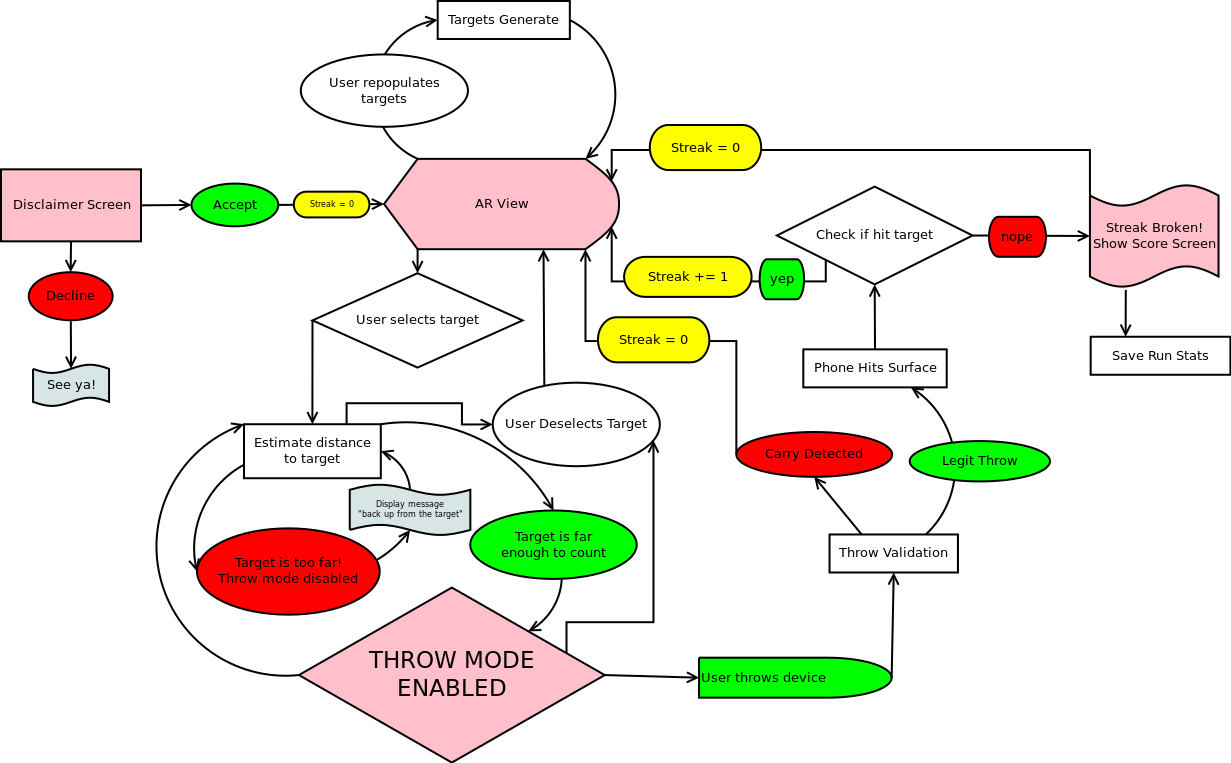 Targets Generate
User repopulates
targets
Streak = 0
Disclaimer Screen
Accept
Streak = 0
AR View
Check if hit target
nope
Streak Broken!
Show Score Screen
Streak += 1
yep
Decline
User selects target
Streak = 0
Save Run Stats
See ya!
Phone Hits Surface
User Deselects Target
Estimate distance
to target
Carry Detected
Legit Throw
Display message
"back up from the target"
Target is far
enough to count
Target is too far!
Throw mode disabled
Throw Validation
THROW MODE
ENABLED
User throws device